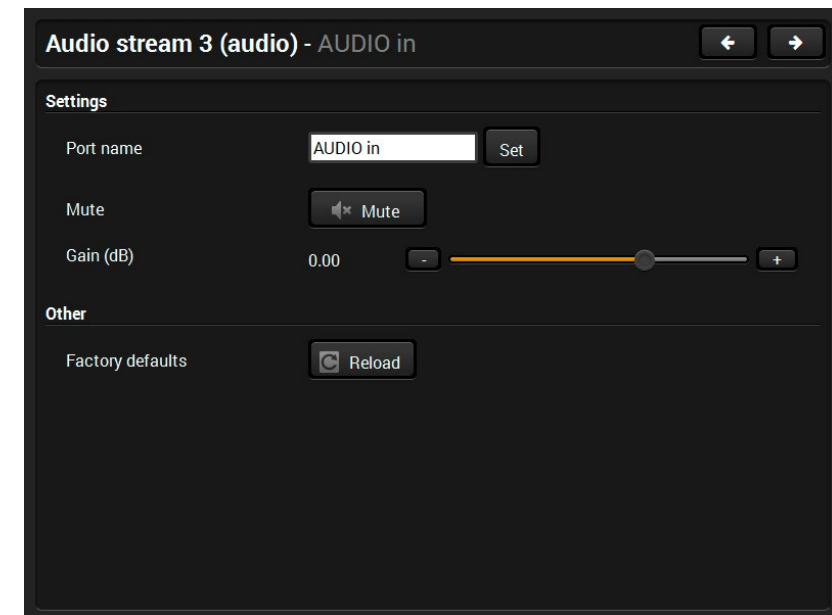 Audio stream 3 (audio) - AUDIO in
Settings
Port name AUDIO in Set
Mute Mute
Gain (dB) 0.00 - +
Other
Factory defaults Reload